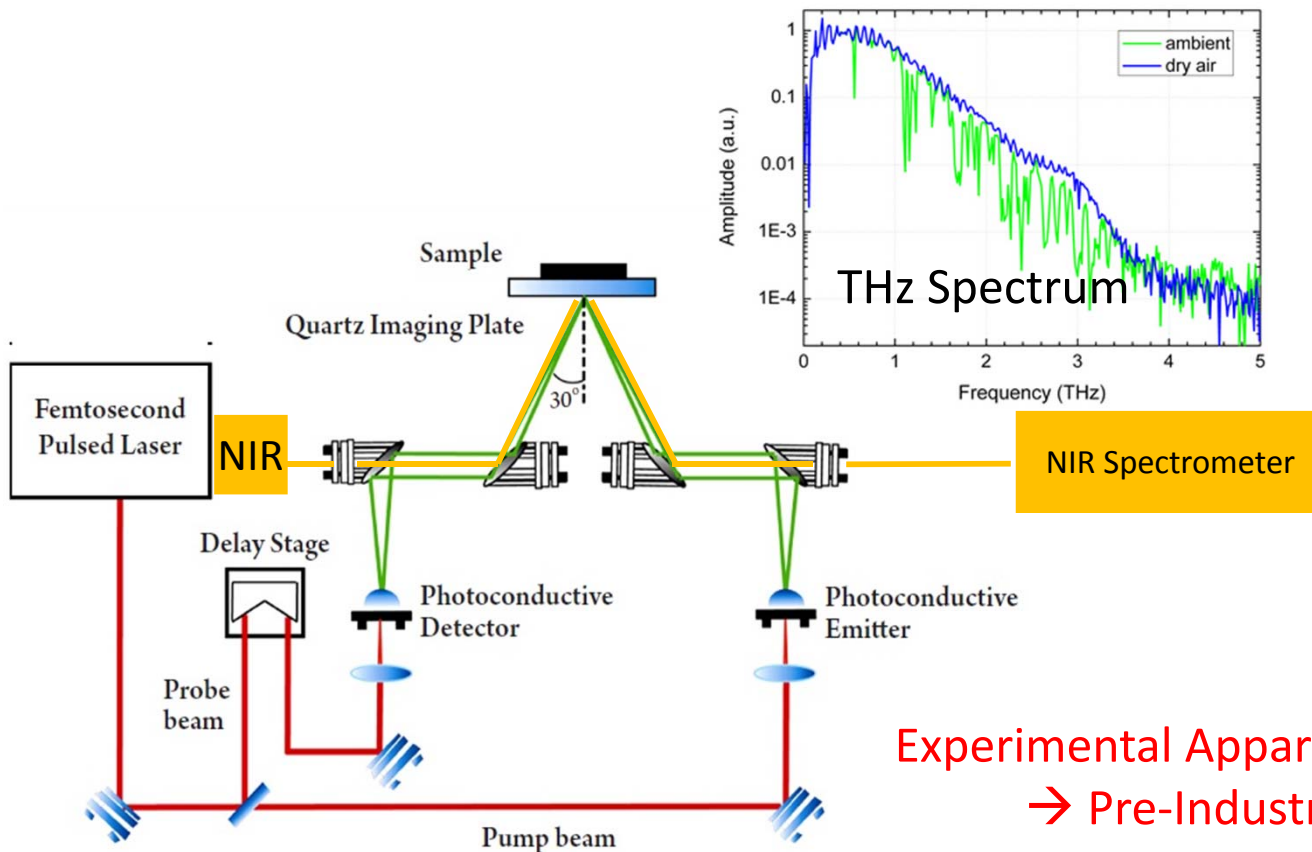 1
0.1
0.01
1E-3
1E-4
Amplitude (a.u.)
ambient
dry air
THz Spectrum
0 1 2 3 4 5
Frequency (THz)
Sample
Quartz Imaging Plate
30°
Femtosecond
Pulsed Laser
NIR
NIR Spectrometer
Delay Stage
Photoconductive
Detector
Photoconductive
Emitter
Probe
beam
Pump beam
Experimental Appar
→ Pre-Industr